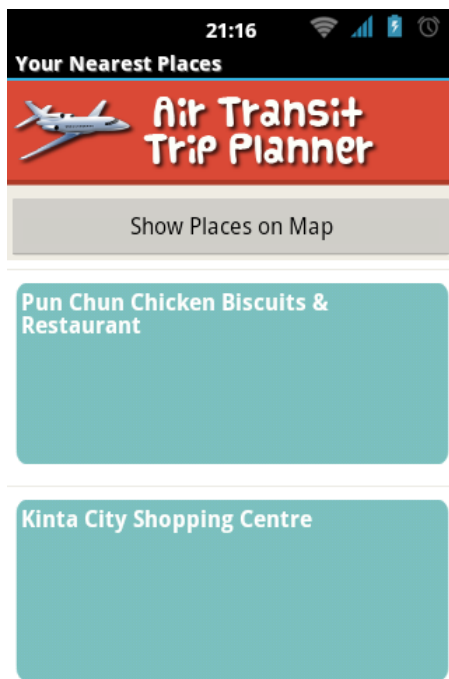 21:16
Your Nearest Places
Air Transit
Trip Planner
Show Places on Map
Pun Chun Chicken Biscuits &
Restaurant
Kinta City Shopping Centre